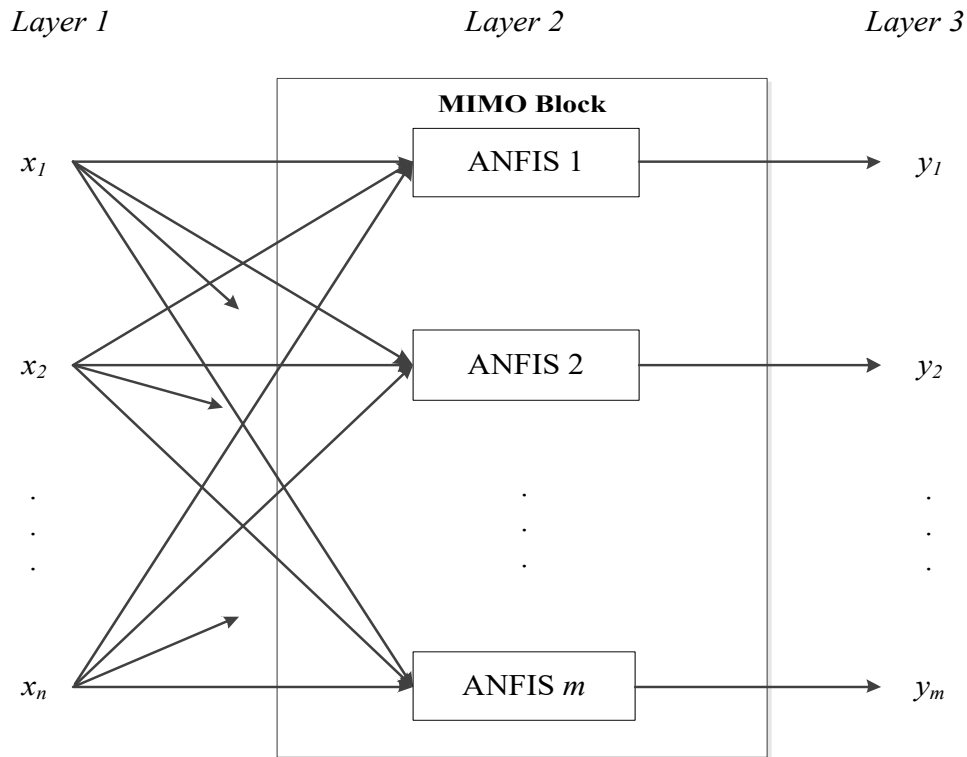 Layer 1 Layer 2 Layer 3
MIMO Block
x1 ANFIS 1 y1
x2 ANFIS 2 y2
. . .
. . .
. . .
xn ANFIS m ym